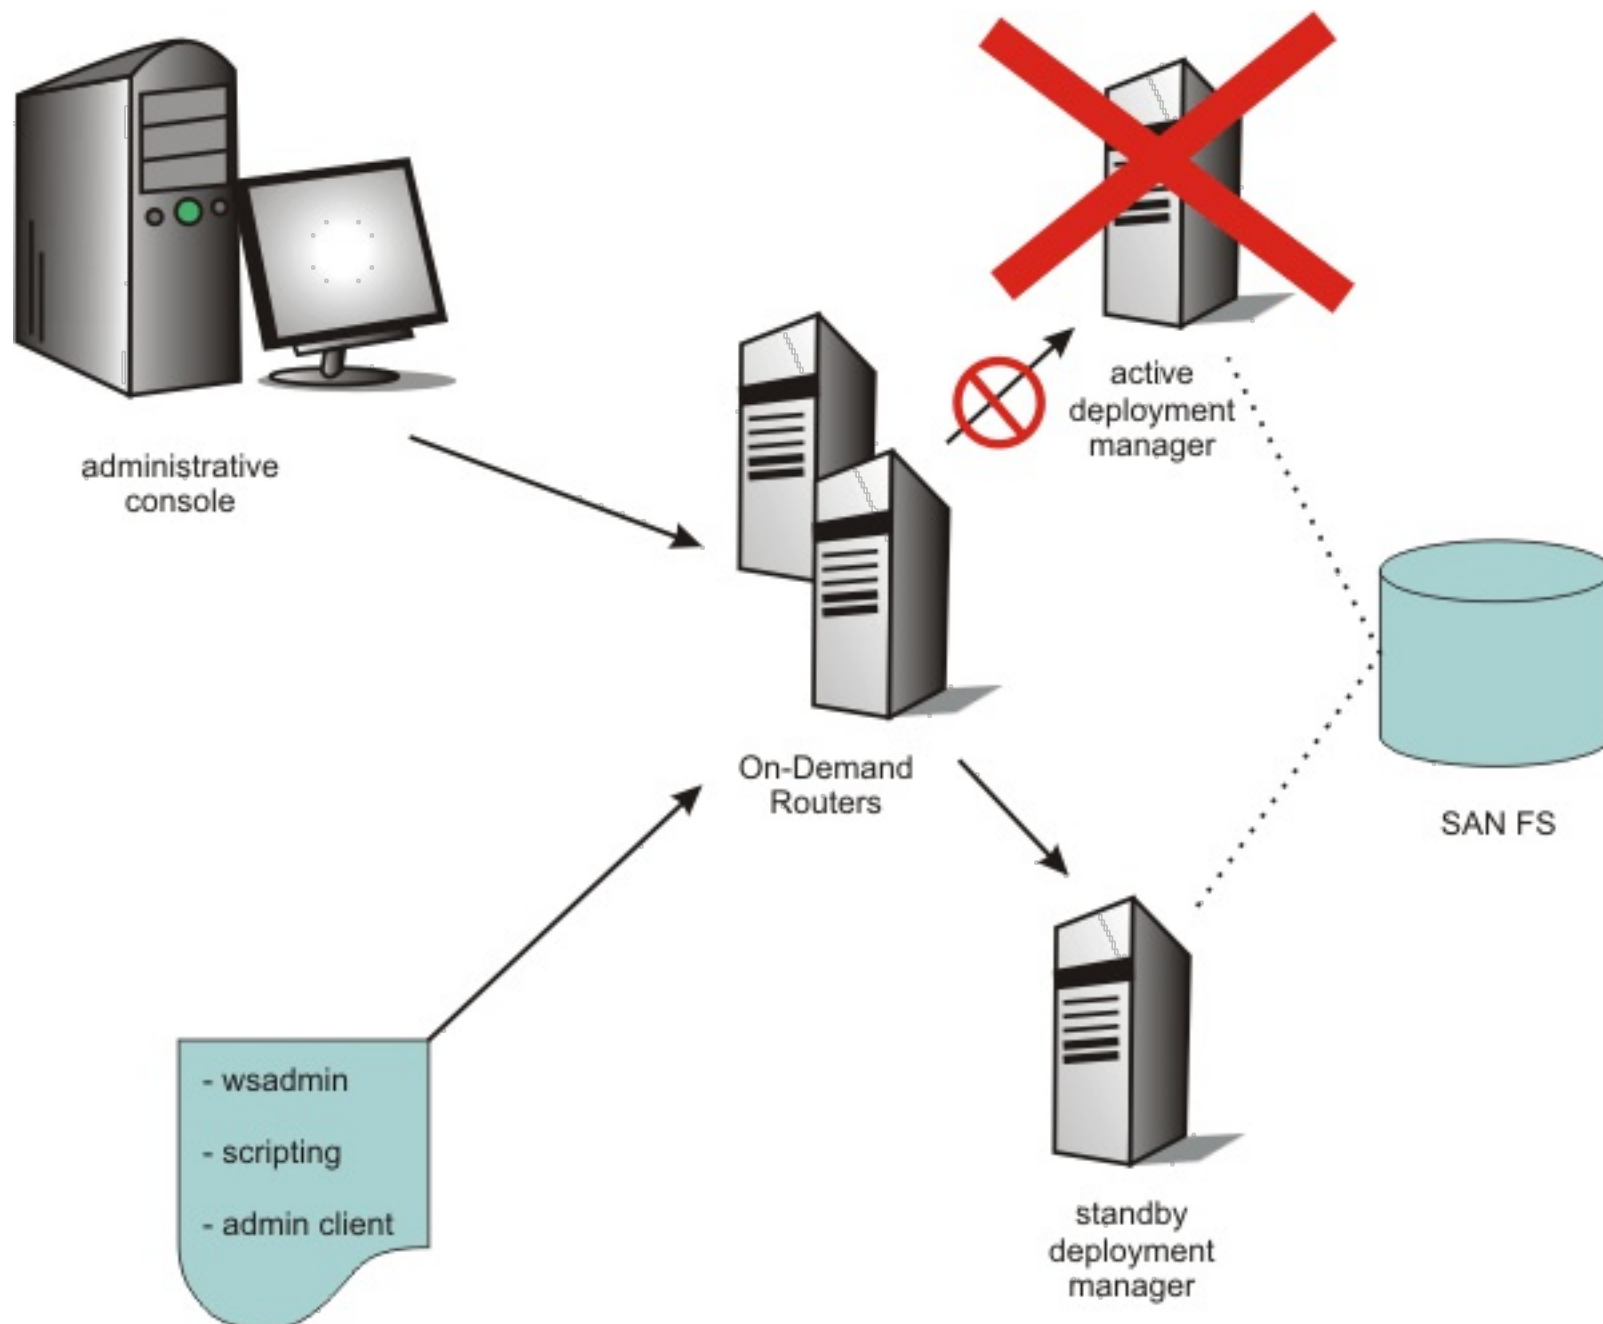 active
deployment
manager
administrative
console
On-Demand
Routers
SAN FS
- wsadmin
- scripting
- admin client
standby
deployment
manager